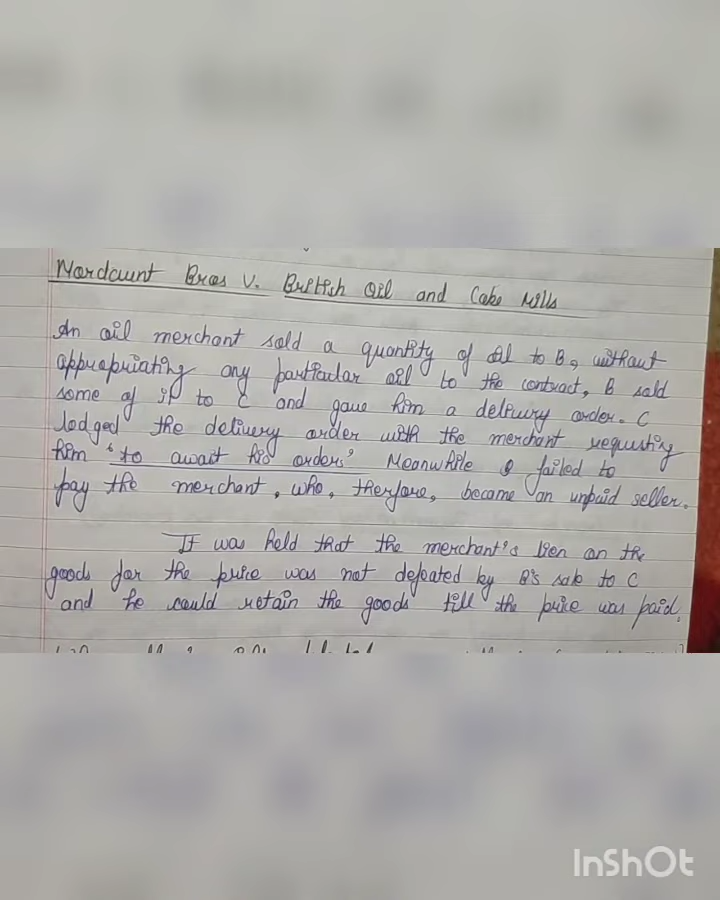 Mordaunt Bros V. British Oil and Cake Mills
An oil merchant sold a quantity of oil to B, without
appropriating any particular oil to the contract, B sold
some of it to C and gave him a delivery order. C
lodged the delivery order with the merchant requesting
him "to await his orders" Meanwhile failed to
pay the merchant, who, therefore, became an unpaid seller.
It was held that the merchant's lien on the
goods for the price was not defeated by B's sale to C
and he could retain the goods till the price was paid.
InShOt